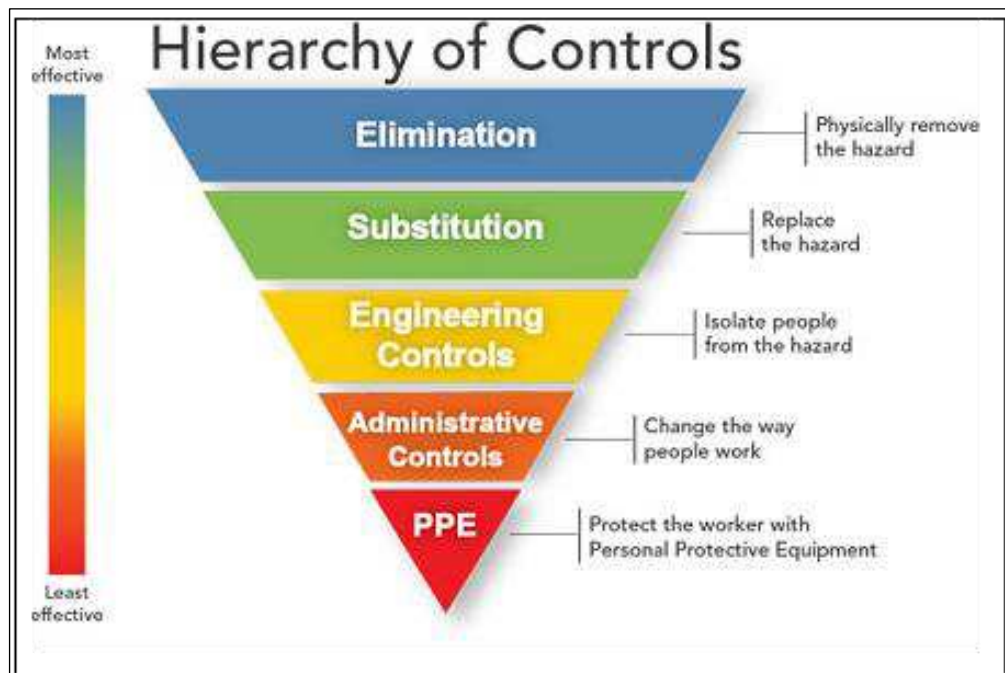 Hierarchy of Controls
Most
effective
Elimination
Physically remove
the hazard
Substitution
Replace
the hazard
Engineering
Controls
Isolate people
from the hazard
Administrative
Controls
Change the way
people work
PPE
Protect the worker with
Personal Protective Equipment
Least
effective